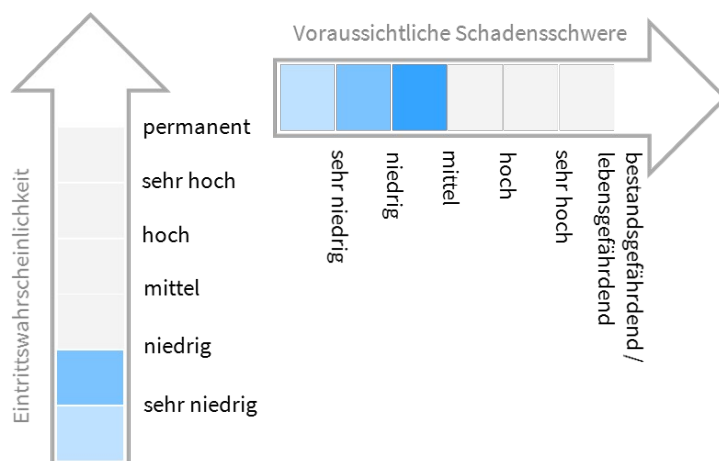 Voraussichtliche Schadensschwere
sehr niedrig
niedrig
mittel
hoch
sehr hoch
bestandsgefährdend /
lebensgefährdend
Eintrittswahrscheinlichkeit
permanent
sehr hoch
hoch
mittel
niedrig
sehr niedrig